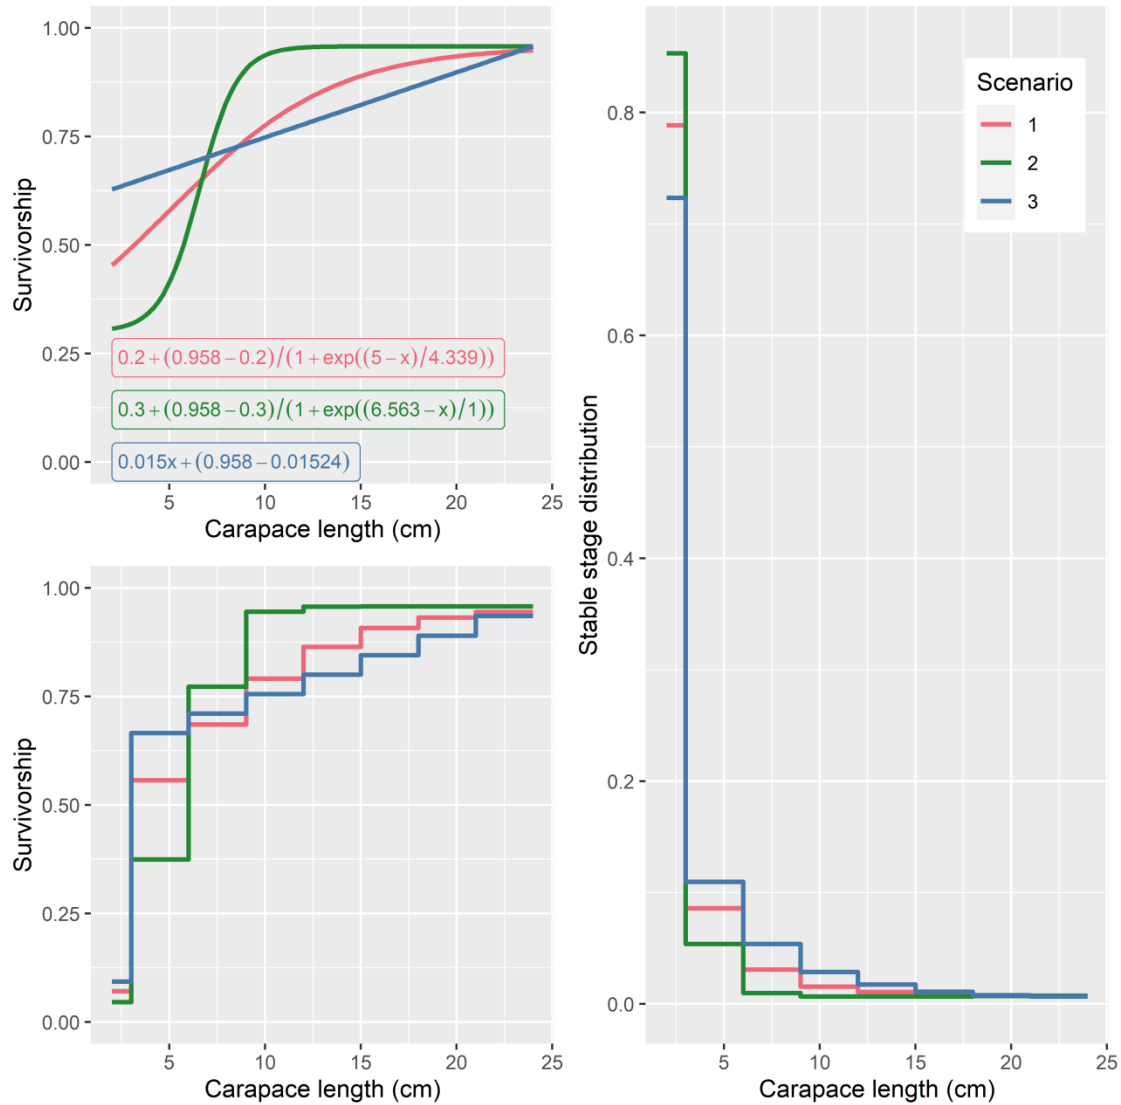 1.00
0.75
0.50
0.25
0.00
Survivorship
0.2+(0.958−0.2)/(1+exp((5−x)/4.339))
0.3+(0.958−0.3)/(1+exp((6.563−x)/1))
0.015x+(0.958−0.01524)
5 10 15 20 25
Carapace length (cm)
1.00
0.75
0.50
0.25
0.00
Survivorship
5 10 15 20 25
Carapace length (cm)
0.8
0.6
0.4
0.2
0.0
Stable stage distribution
Scenario
1
2
3
5 10 15 20 25
Carapace length (cm)